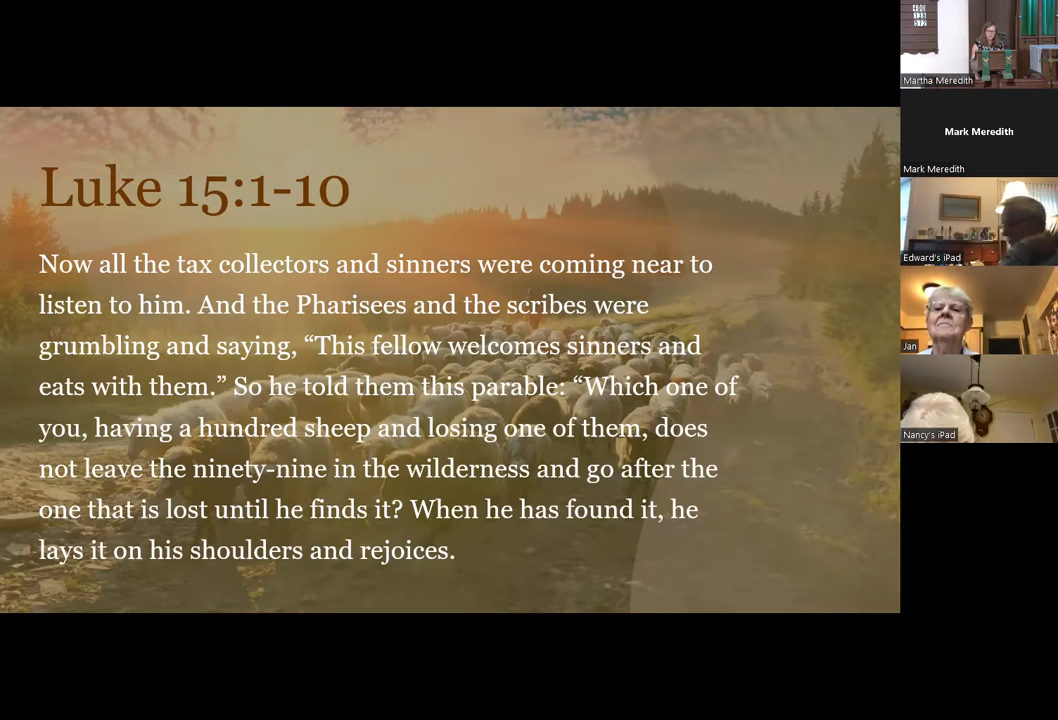 Luke 15:1-10
Now all the tax collectors and sinners were coming near to
listen to him. And the Pharisees and the scribes were
grumbling and saying, “This fellow welcomes sinners and
eats with them.” So he told them this parable: “Which one of
you, having a hundred sheep and losing one of them, does
not leave the ninety-nine in the wilderness and go after the
one that is lost until he finds it? When he has found it, he
lays it on his shoulders and rejoices.
Martha Meredith
Mark Meredith
Mark Meredith
Edward's iPad
Jan
Nancy's iPad